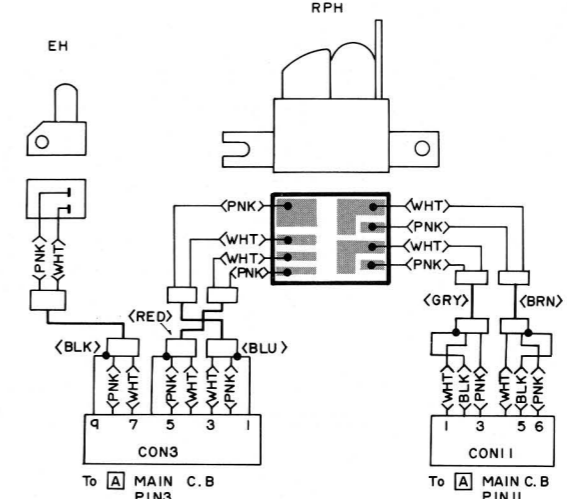 RPH
EH
<PNK> <WHT>
<PNK>
<WHT> <WHT>
<WHT> <PNK>
<PNK>
<PNK> <WHT>
<GRY> <BRN>
<RED>
<BLK> <BLU>
<PNK> <WHT> <PNK> <WHT> <WHT> <PNK> <WHT> <BLK> <PNK> <WHT> <BLK> <PNK>
9 7 5 3 1 1 3 5 6
CON3 CON11
To A MAIN C.B To A MAIN C.B
PIN3 PIN11